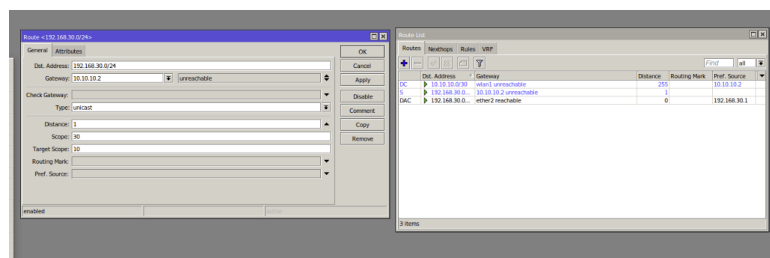 Route <192.168.30.0/24>
General Attributes
Dst. Address: 192.168.30.0/24
Gateway: 10.10.10.2 unreachable
Check Gateway:
Type: unicast
Distance: 1
Scope: 30
Target Scope: 10
Routing Mark:
Pref. Source:
enabled active
OK
Cancel
Apply
Disable
Comment
Copy
Remove
Route List
Routes Nexthops Rules VRF
Find all
Dst. Address Gateway Distance Routing Mark Pref. Source
DC 10.10.10.0/30 wlan1 unreachable 255 10.10.10.2
S 192.168.30.0... 10.10.10.2 unreachable 1
DAC 192.168.30.0... ether2 reachable 0 192.168.30.1
3 items